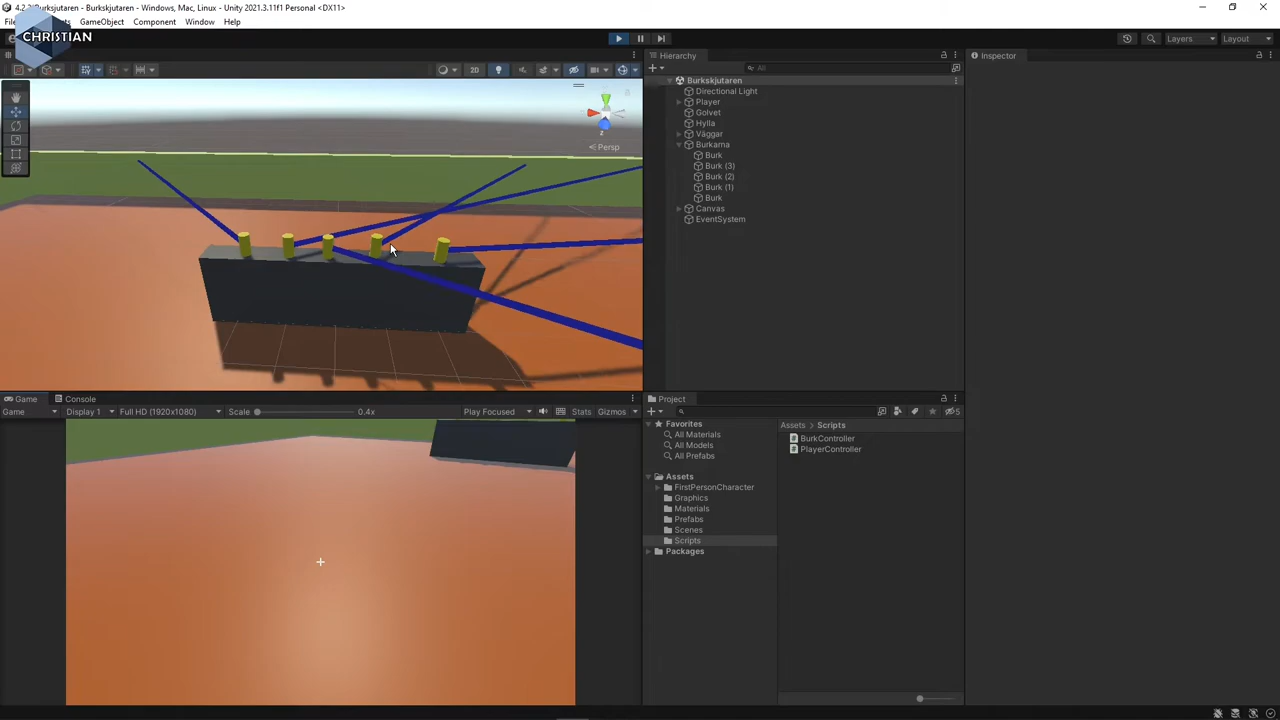 4.2.2 Burksjutaren - Burkskjutaren - Windows, Mac, Linux - Unity 2021.3.11f1 Personal <DX11>
GameObject Component Window Help
CHRISTIAN
Layers Layout
2D
Persp
z
Hierarchy
All
Burkskjutaren
Directional Light
Player
Golvet
Hylla
Väggar
Burkarna
Burk
Burk (3)
Burk (2)
Burk (1)
Burk
Canvas
EventSystem
Inspector
Game Console
Game Display 1 Full HD (1920x1080) Scale 0.4x Play Focused Stats Gizmos
Project
5
Favorites
All Materials
All Models
All Prefabs
Assets
FirstPersonCharacter
Graphics
Materials
Prefabs
Scenes
Scripts
Packages
Assets Scripts
BurkController
PlayerController